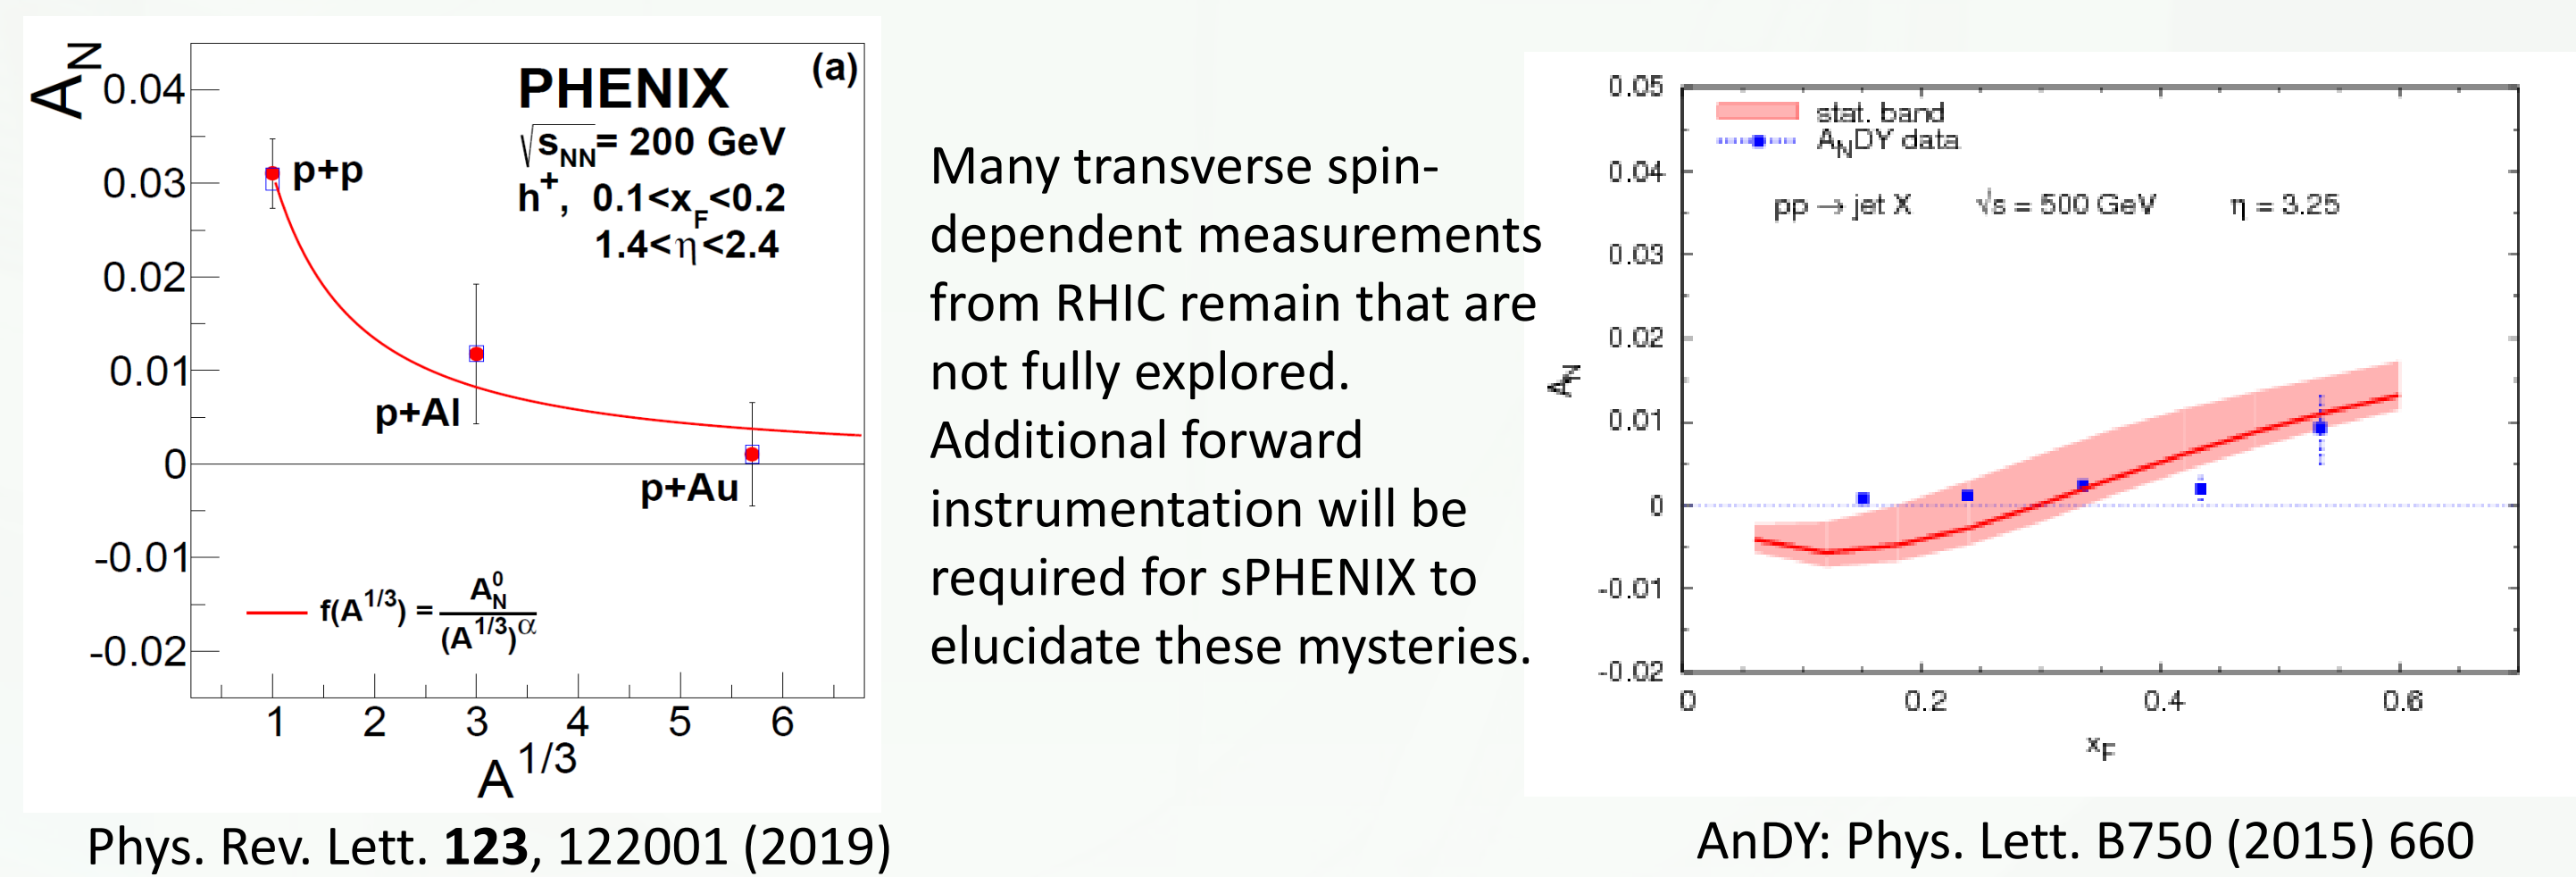 A_N
0.04
0.03
0.02
0.01
0
-0.01
-0.02
(a)
PHENIX
√s_NN = 200 GeV
h⁺, 0.1<x_F<0.2
1.4<η<2.4
p+p
p+Al
p+Au
f(A^1/3) = A_N^0 / (A^1/3)^α
1 2 3 4 5 6
A^1/3
Phys. Rev. Lett. 123, 122001 (2019)
Many transverse spin-
dependent measurements
from RHIC remain that are
not fully explored.
Additional forward
instrumentation will be
required for sPHENIX to
elucidate these mysteries.
0.05
0.04
0.03
0.02
0.01
0
-0.01
-0.02
A_N
stat. band
A_NDY data
pp → jet X √s = 500 GeV η = 3.25
0 0.2 0.4 0.6
x_F
AnDY: Phys. Lett. B750 (2015) 660